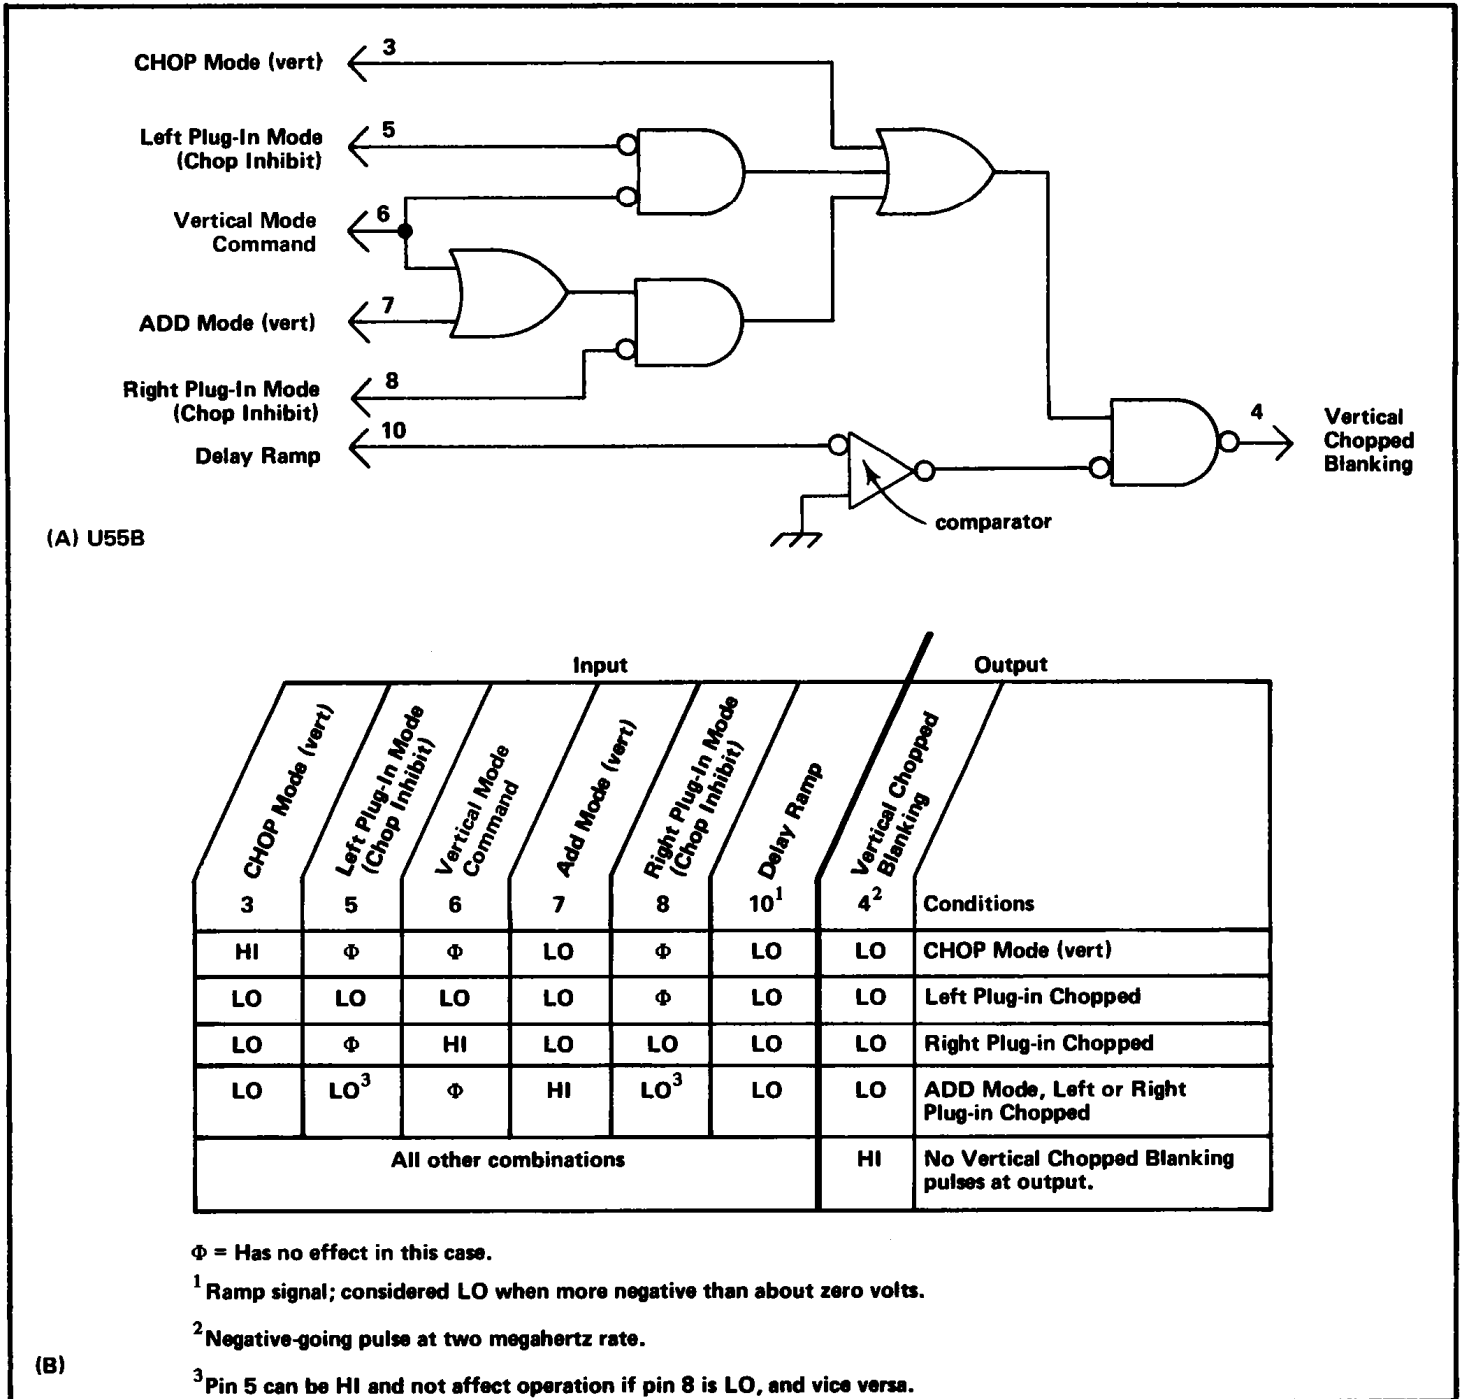 CHOP Mode (vert)
3
Left Plug-In Mode
(Chop Inhibit)
5
Vertical Mode
Command
6
ADD Mode (vert)
7
Right Plug-In Mode
(Chop Inhibit)
8
Delay Ramp
10
4
Vertical
Chopped
Blanking
comparator
(A) U55B
Input
Output
CHOP Mode (vert)
Left Plug-In Mode
(Chop Inhibit)
Vertical Mode
Command
Add Mode (vert)
Right Plug-In Mode
(Chop Inhibit)
Delay Ramp
Vertical Chopped
Blanking
3 5 6 7 8 10¹ 4² Conditions
HI Φ Φ LO Φ LO LO CHOP Mode (vert)
LO LO LO LO Φ LO LO Left Plug-in Chopped
LO Φ HI LO LO LO LO Right Plug-in Chopped
LO LO³ Φ HI LO³ LO LO ADD Mode, Left or Right
Plug-in Chopped
All other combinations HI No Vertical Chopped Blanking
pulses at output.
Φ = Has no effect in this case.
¹Ramp signal; considered LO when more negative than about zero volts.
²Negative-going pulse at two megahertz rate.
(B)
³Pin 5 can be HI and not affect operation if pin 8 is LO, and vice versa.